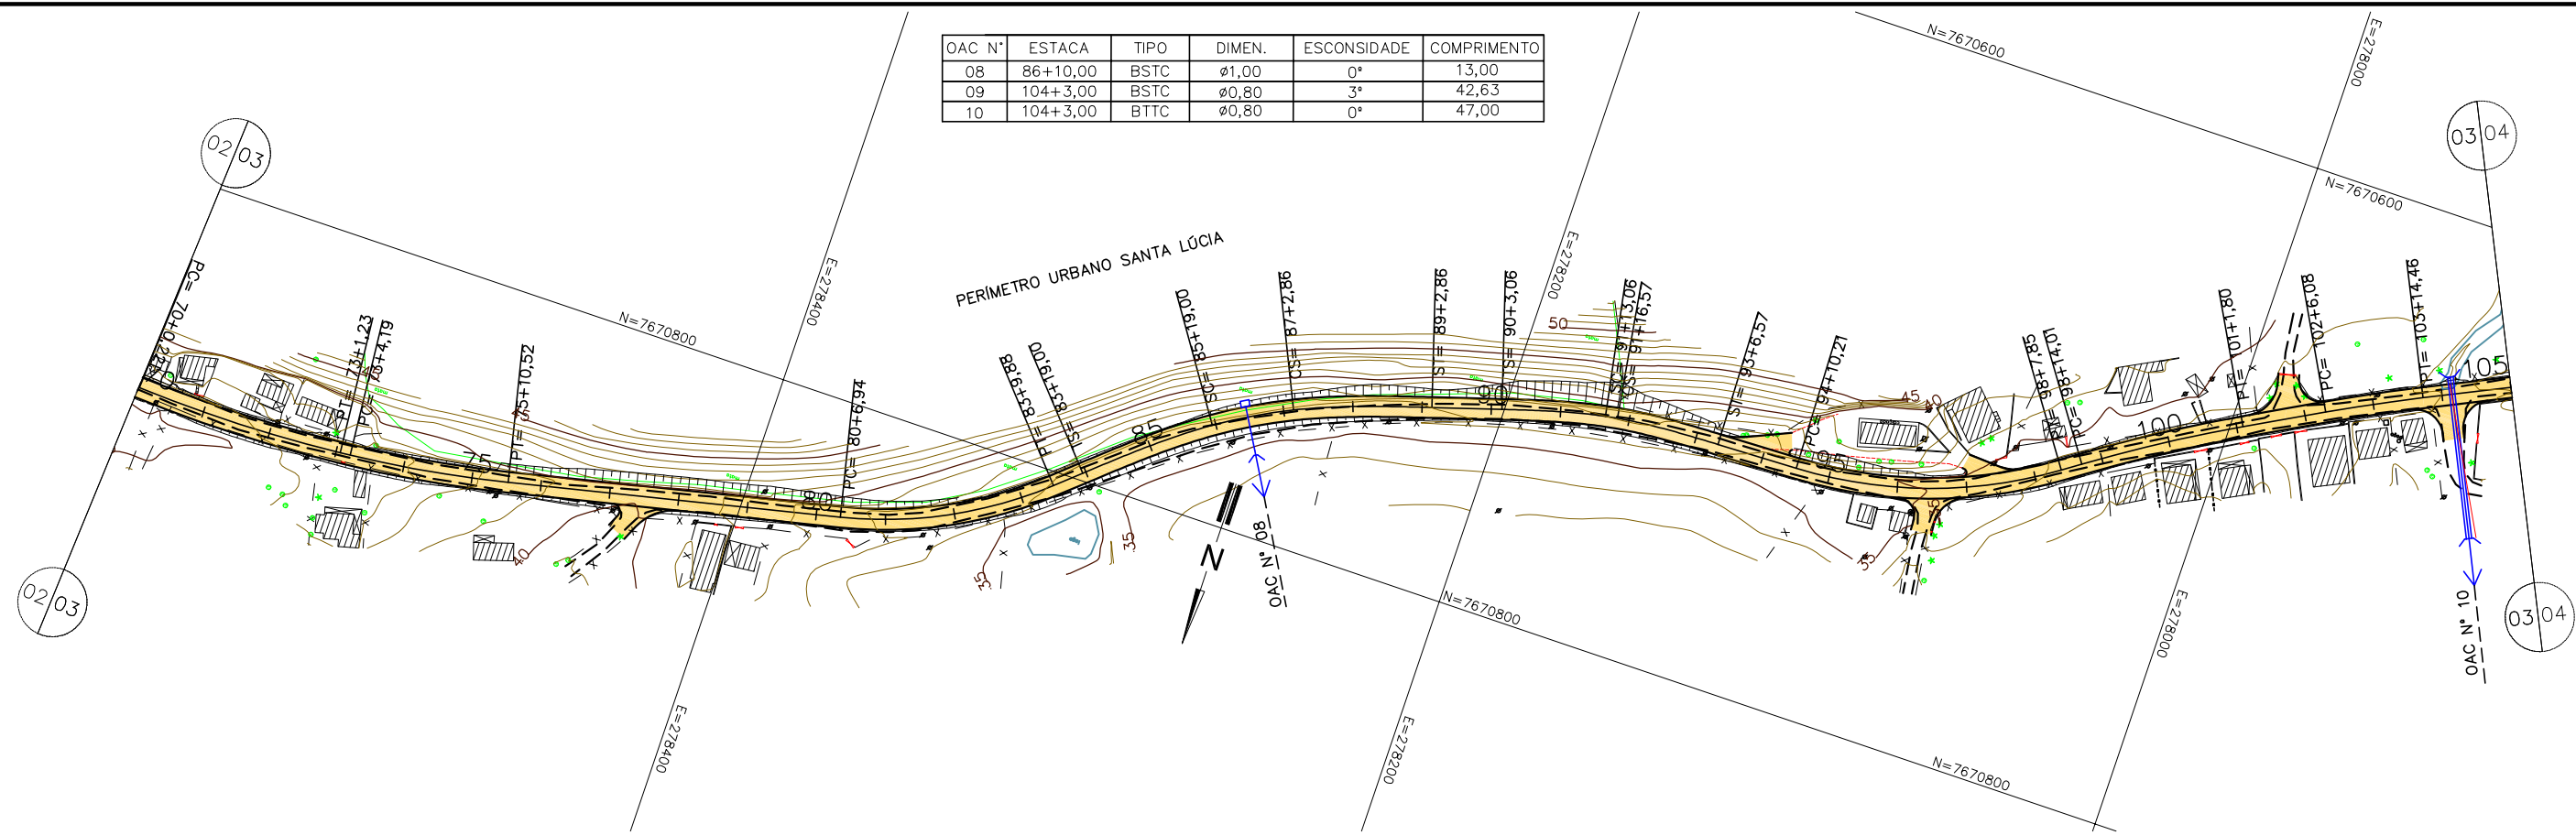 OAC N° ESTACA TIPO DIMEN. ESCONSIDADE COMPRIMENTO
08 86+10,00 BSTC ø1,00 0° 13,00
09 104+3,00 BSTC ø0,80 3° 42,63
10 104+3,00 BTTC ø0,80 0° 47,00
N=7670600
E=278000
02 03
03 04
N=7670600
PERÍMETRO URBANO SANTA LÚCIA
E=278400
E=278200
N=7670800
PC= 70+0,
PT= 73+1,23
PC= 73+4,19
PT= 75+10,52
PC= 80+6,94
PT= 83+9,88
TS= 83+19,00
SC= 85+19,00
CS= 87+2,86
ST= 89+2,86
TS= 90+3,06
SC= 91+13,06
CS= 91+16,57
ST= 93+6,57
PC= 94+10,21
98+7,85
PC= 98+14,01
PT= 101+1,80
PC= 102+6,08
PT= 103+14,46
75
80
85
90
95
100
105
45
50
45
40
40
35
35
35
35
N
OAC N° 08
OAC N° 10
02 03
03 04
N=7670800
E=278400
E=278200
E=278000
N=7670800